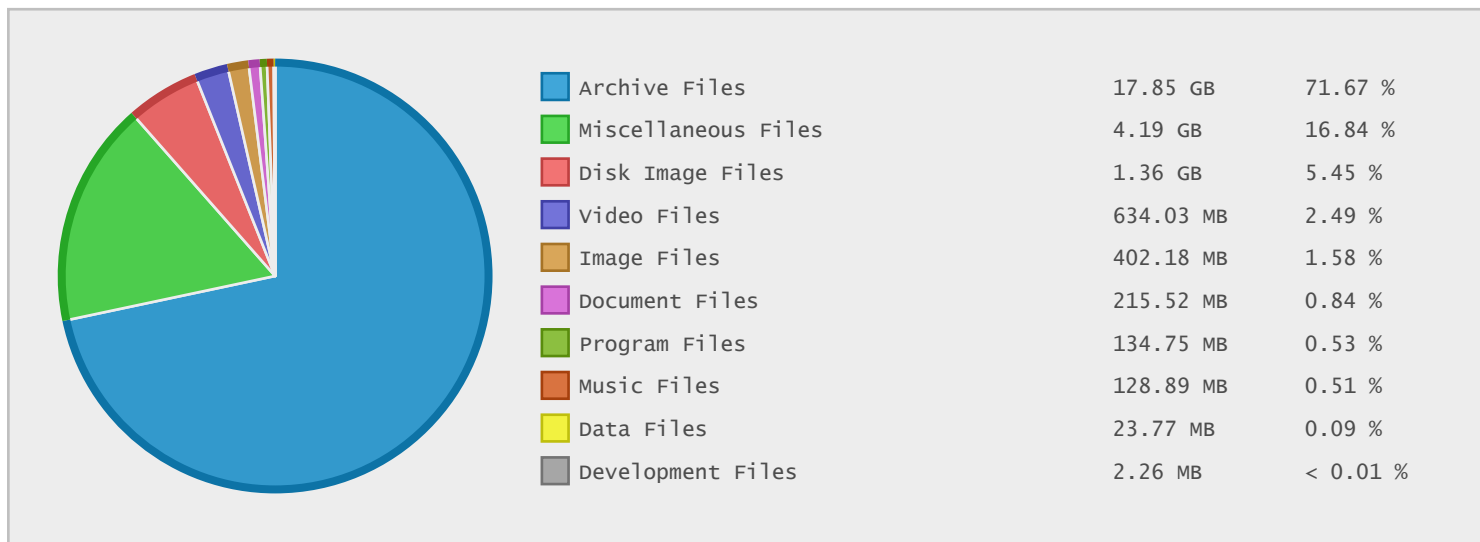 Archive Files 17.85 GB 71.67 %
Miscellaneous Files 4.19 GB 16.84 %
Disk Image Files 1.36 GB 5.45 %
Video Files 634.03 MB 2.49 %
Image Files 402.18 MB 1.58 %
Document Files 215.52 MB 0.84 %
Program Files 134.75 MB 0.53 %
Music Files 128.89 MB 0.51 %
Data Files 23.77 MB 0.09 %
Development Files 2.26 MB < 0.01 %